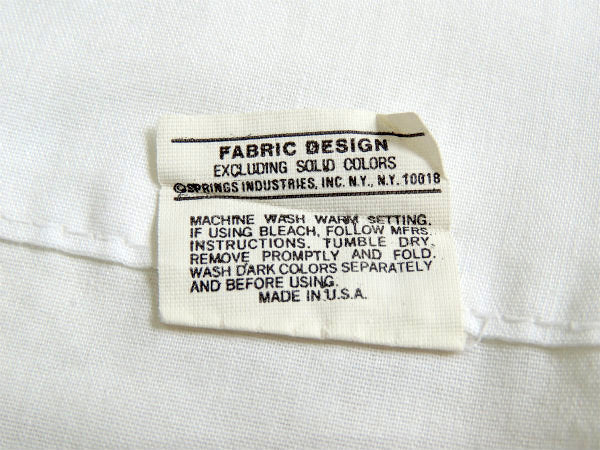 FABRIC DESIGN
EXCLUDING SOLID COLORS
©SPRINGS INDUSTRIES, INC. N.Y., N.Y. 10018
MACHINE WASH WARM SETTING.
IF USING BLEACH, FOLLOW MFRS.
INSTRUCTIONS. TUMBLE DRY,
REMOVE PROMPTLY AND FOLD.
WASH DARK COLORS SEPARATELY
AND BEFORE USING.
MADE IN U.S.A.